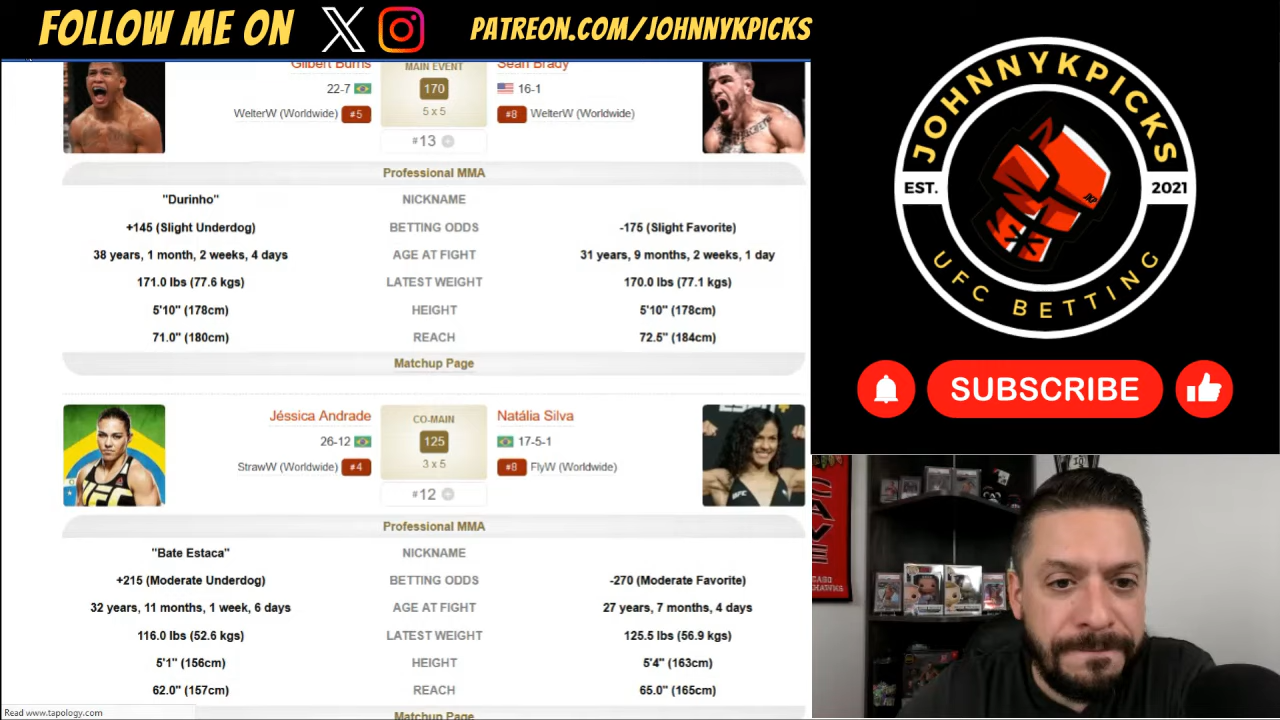 FOLLOW ME ON
PATREON.COM/JOHNNYKPICKS
Gilbert Burns MAIN EVENT Sean Brady
22-7 170 16-1
WelterW (Worldwide) #5 5 x 5 #8 WelterW (Worldwide)
#13
Professional MMA
"Durinho" NICKNAME
+145 (Slight Underdog) BETTING ODDS -175 (Slight Favorite)
38 years, 1 month, 2 weeks, 4 days AGE AT FIGHT 31 years, 9 months, 2 weeks, 1 day
171.0 lbs (77.6 kgs) LATEST WEIGHT 170.0 lbs (77.1 kgs)
5'10" (178cm) HEIGHT 5'10" (178cm)
71.0" (180cm) REACH 72.5" (184cm)
Matchup Page
Jéssica Andrade CO-MAIN Natália Silva
26-12 125 17-5-1
StrawW (Worldwide) #4 3 x 5 #8 FlyW (Worldwide)
#12
Professional MMA
"Bate Estaca" NICKNAME
+215 (Moderate Underdog) BETTING ODDS -270 (Moderate Favorite)
32 years, 11 months, 1 week, 6 days AGE AT FIGHT 27 years, 7 months, 4 days
116.0 lbs (52.6 kgs) LATEST WEIGHT 125.5 lbs (56.9 kgs)
5'1" (156cm) HEIGHT 5'4" (163cm)
62.0" (157cm) REACH 65.0" (165cm)
Matchup Page
Read www.tapology.com
JOHNNYKPICKS
EST. 2021
JKP
UFC BETTING
SUBSCRIBE